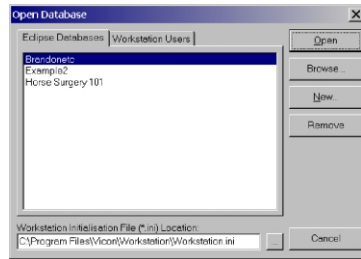 Open Database
Eclipse Databases
Workstation Users
Brandonetc
Example2
Horse Surgery 101
Open
Browse...
New...
Remove
Workstation Initialisation File (*.ini) Location:
C:\Program Files\Vicon\Workstation\Workstation.ini
...
Cancel